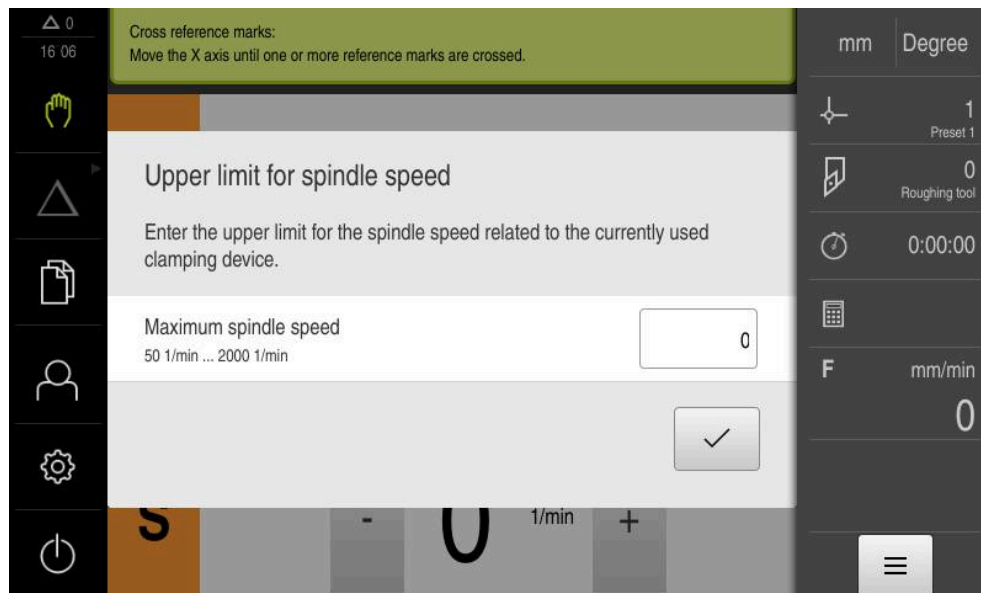 0
16 06
Cross reference marks:
Move the X axis until one or more reference marks are crossed.
mm Degree
1
Preset 1
0
Roughing tool
0:00:00
F mm/min
0
Upper limit for spindle speed
Enter the upper limit for the spindle speed related to the currently used
clamping device.
Maximum spindle speed
50 1/min ... 2000 1/min
0
S - 0 1/min +